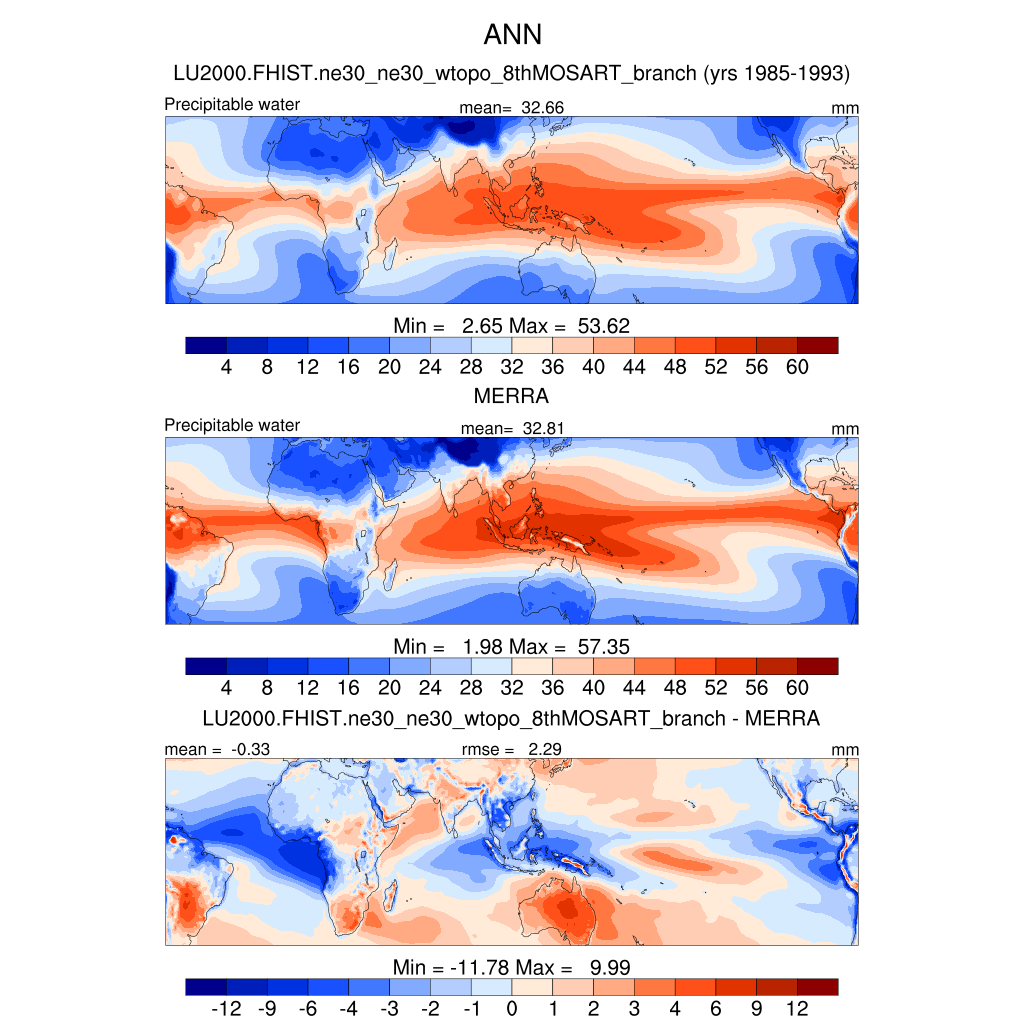 ANN
LU2000.FHIST.ne30_ne30_wtopo_8thMOSART_branch (yrs 1985-1993)
Precipitable water mean= 32.66 mm
Min = 2.65 Max = 53.62
4 8 12 16 20 24 28 32 36 40 44 48 52 56 60
MERRA
Precipitable water mean= 32.81 mm
Min = 1.98 Max = 57.35
4 8 12 16 20 24 28 32 36 40 44 48 52 56 60
LU2000.FHIST.ne30_ne30_wtopo_8thMOSART_branch - MERRA
mean = -0.33 rmse = 2.29 mm
Min = -11.78 Max = 9.99
-12 -9 -6 -4 -3 -2 -1 0 1 2 3 4 6 9 12